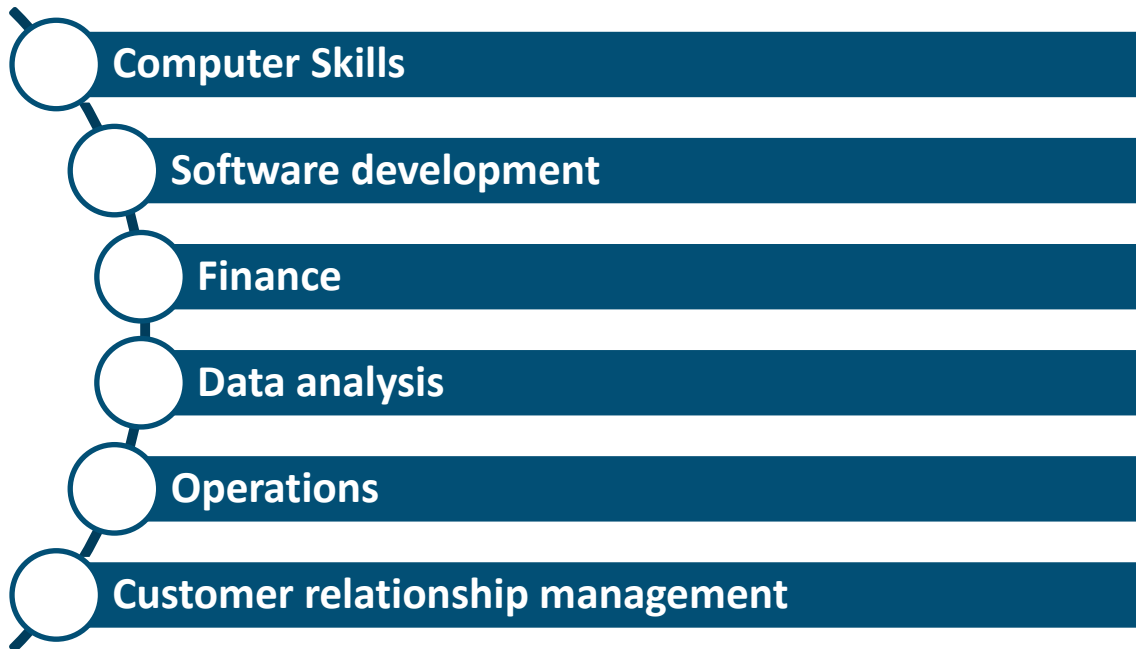 Computer Skills
Software development
Finance
Data analysis
Operations
Customer relationship management